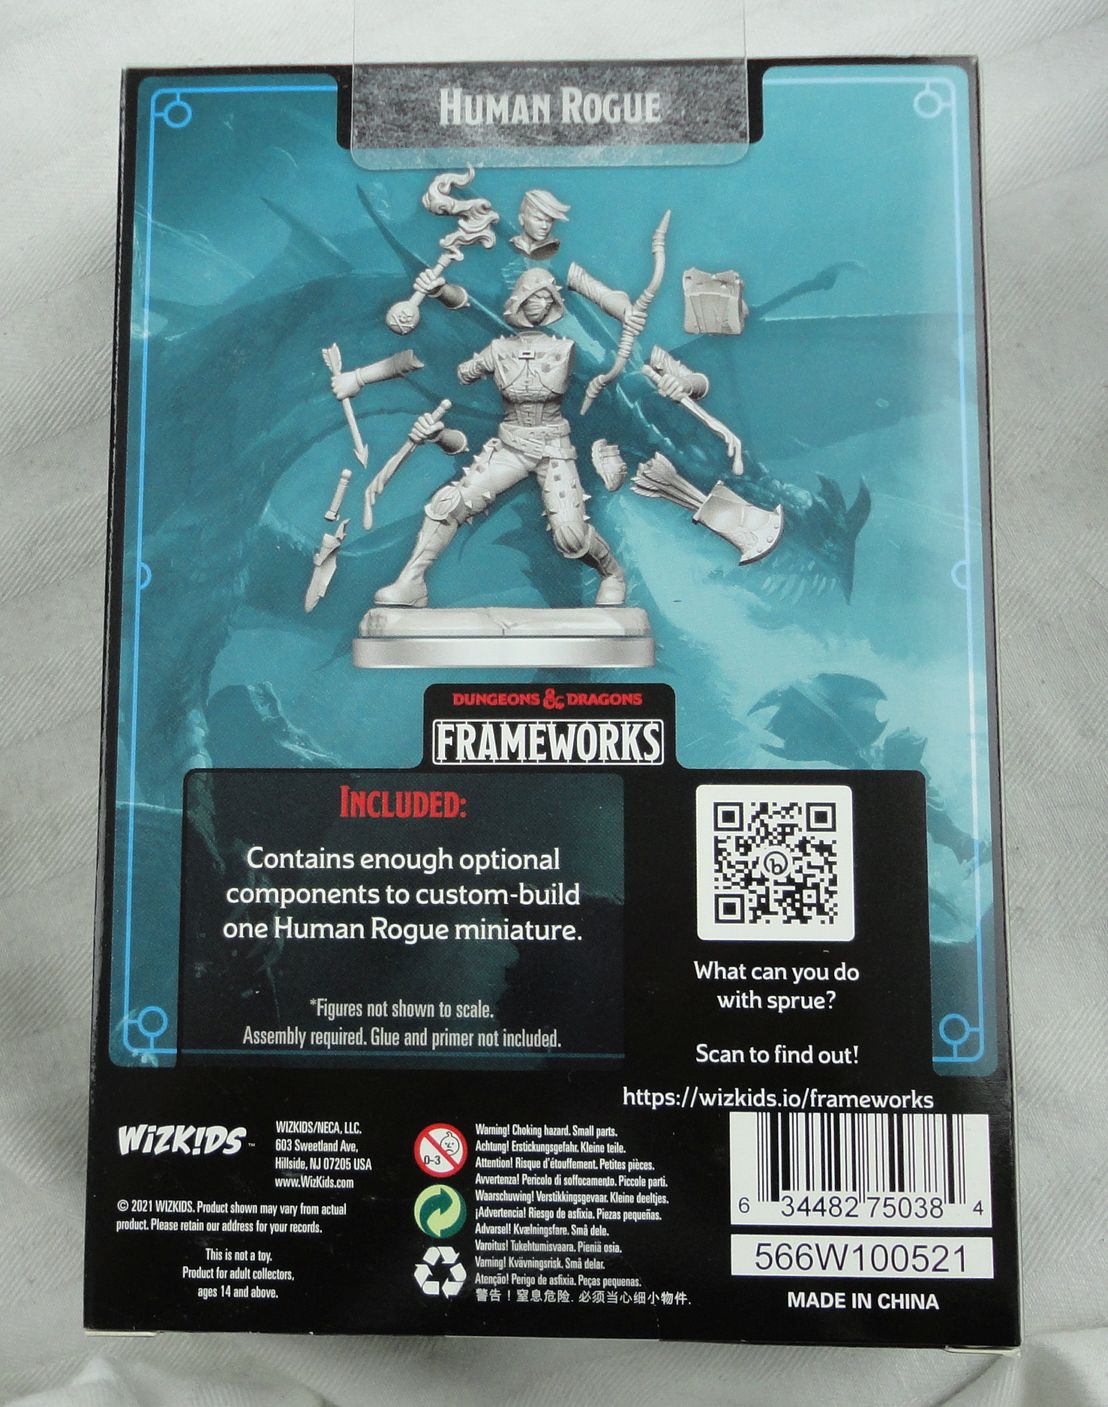 HUMAN ROGUE
DUNGEONS & DRAGONS
FRAMEWORKS
INCLUDED:
Contains enough optional
components to custom-build
one Human Rogue miniature.
*Figures not shown to scale.
Assembly required. Glue and primer not included.
What can you do
with sprue?
Scan to find out!
https://wizkids.io/frameworks
WIZKIDS™
WIZKIDS/NECA, LLC.
603 Sweetland Ave,
Hillside, NJ 07205 USA
www.WizKids.com
© 2021 WIZKIDS. Product shown may vary from actual
product. Please retain our address for your records.
This is not a toy.
Product for adult collectors,
ages 14 and above.
0-3
Warning! Choking hazard. Small parts.
Achtung! Erstickungsgefahr. Kleine teile.
Attention! Risque d'étouffement. Petites pièces.
Avvertenza! Pericolo di soffocamento. Piccole parti.
Waarschuwing! Verstikkingsgevaar. Kleine deeltjes.
¡Advertencia! Riesgo de asfixia. Piezas pequeñas.
Advarsel! Kvælningsfare. Små dele.
Varoitus! Tukehtumisvaara. Pieniä osia.
Varning! Kvävningsrisk. Små delar.
Atenção! Perigo de asfixia. Peças pequenas.
警告！窒息危险. 必须当心细小物件.
6 34482 75038 4
566W100521
MADE IN CHINA